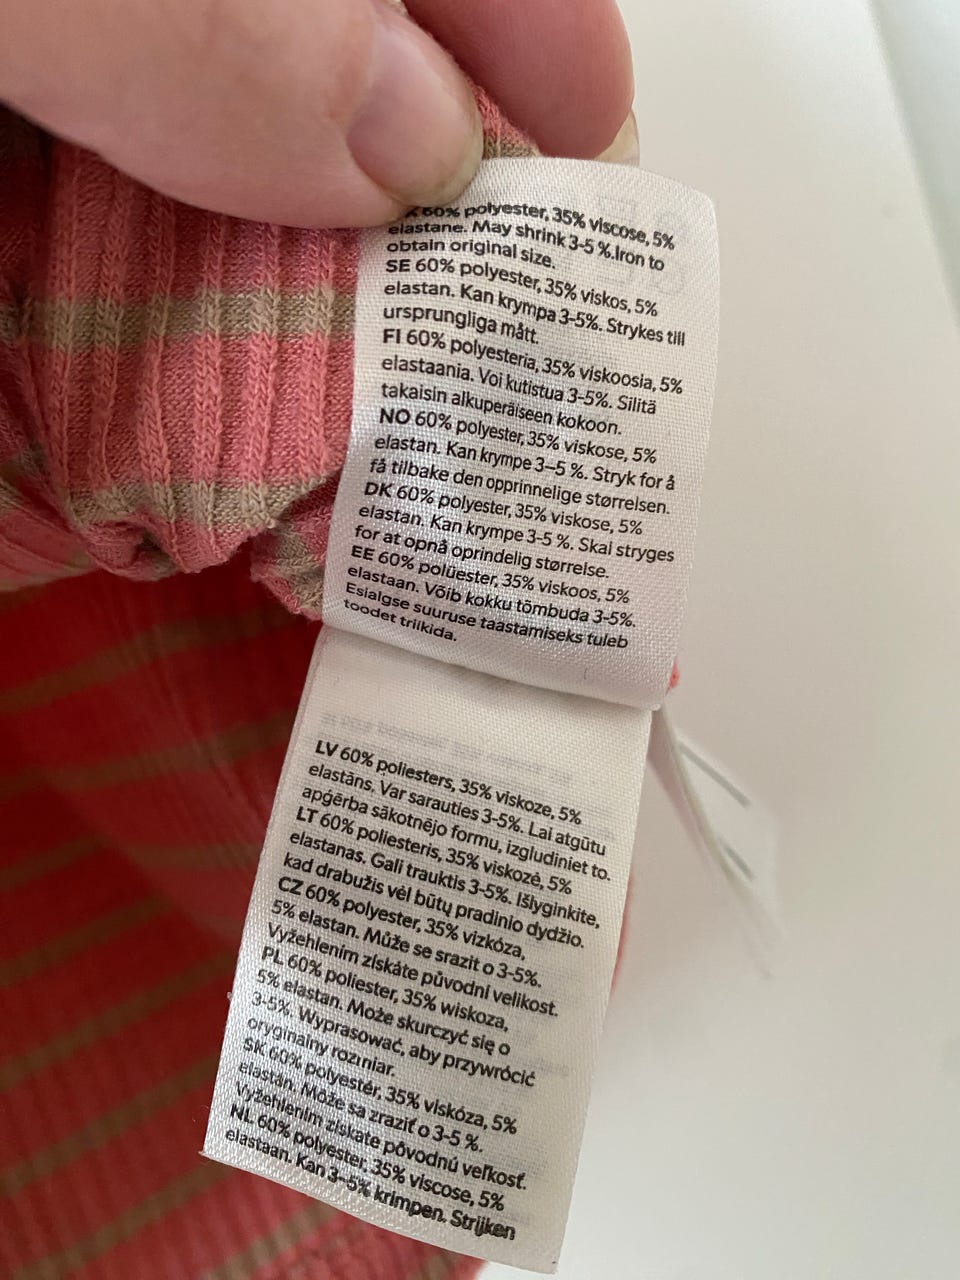 60% polyester, 35% viscose, 5%
elastane. May shrink 3-5 %.Iron to
obtain original size.
SE 60% polyester, 35% viskos, 5%
elastan. Kan krympa 3-5%. Strykes till
ursprungliga mått.
FI 60% polyesteria, 35% viskoosia, 5%
elastaania. Voi kutistua 3-5%. Silitä
takaisin alkuperäiseen kokoon.
NO 60% polyester, 35% viskose, 5%
elastan. Kan krympe 3–5 %. Stryk for å
få tilbake den opprinnelige størrelsen.
DK 60% polyester, 35% viskose, 5%
elastan. Kan krympe 3-5 %. Skal stryges
for at opnå oprindelig størrelse.
EE 60% polüester, 35% viskoos, 5%
elastaan. Võib kokku tõmbuda 3-5%.
Esialgse suuruse taastamiseks tuleb
toodet triikida.
LV 60% poliesters, 35% viskoze, 5%
elastāns. Var sarauties 3-5%. Lai atgūtu
apģērba sākotnējo formu, izgludiniet to.
LT 60% poliesteris, 35% viskozė, 5%
elastanas. Gali trauktis 3-5%. Išlyginkite,
kad drabužis vėl būtų pradinio dydžio.
CZ 60% polyester, 35% vizkóza,
5% elastan. Může se srazit o 3-5%.
Vyžehlením získáte původní velikost.
PL 60% poliester, 35% wiskoza,
5% elastan. Może skurczyć się o
3-5%. Wyprasować, aby przywrócić
oryginalny rozmiar.
SK 60% polyestér, 35% viskóza, 5%
elastán. Môže sa zraziť o 3-5 %.
Vyžehlením získate pôvodnú veľkosť.
NL 60% polyester, 35% viscose, 5%
elastaan. Kan 3–5% krimpen. Strijken